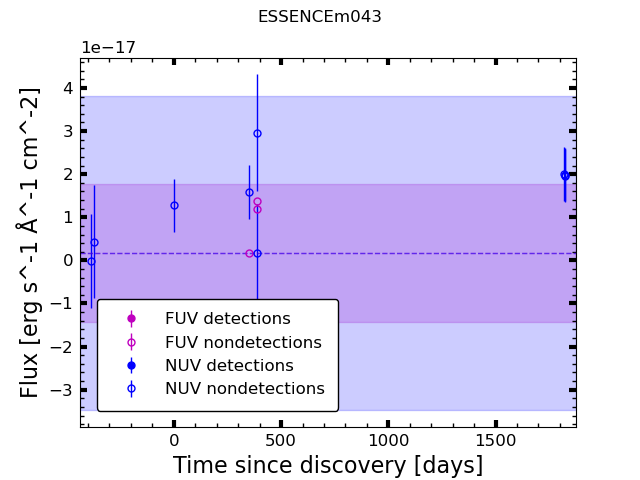 ESSENCEm043
1e−17
4
3
2
1
0
−1
−2
−3
Flux [erg s^-1 Å^-1 cm^-2]
FUV detections
FUV nondetections
NUV detections
NUV nondetections
0 500 1000 1500
Time since discovery [days]